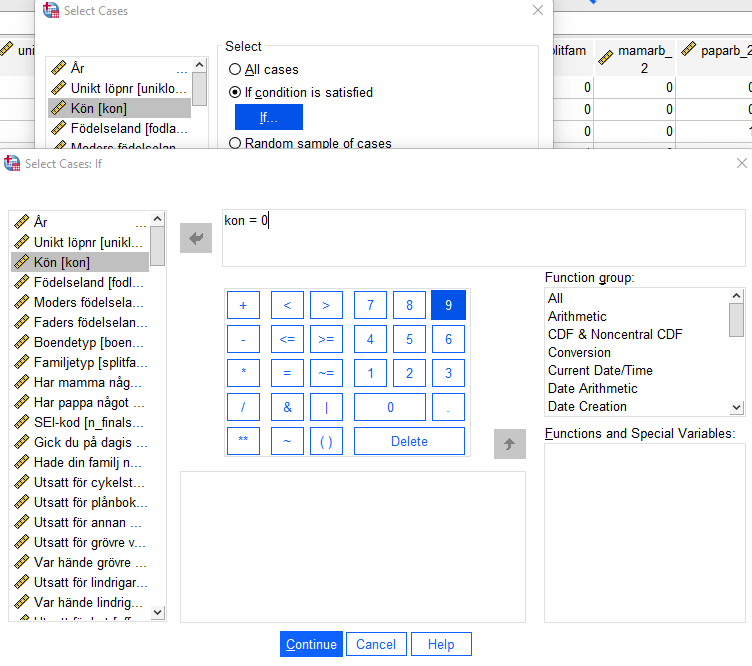 Select Cases
År ...
Unikt löpnr [uniklo...
Kön [kon]
Födelseland [fodla...
Select
All cases
If condition is satisfied
If...
Random sample of cases
uni
plitfam
mamarb_
2
paparb_2
0 0 0
0 0 0
0 0 1
Select Cases: If
År ...
Unikt löpnr [unikl...
Kön [kon]
Födelseland [fodl...
Moders födelsela...
Faders födelselan...
Boendetyp [boen...
Familjetyp [splitfa...
Har mamma någ...
Har pappa något ...
SEI-kod [n_finals...
Gick du på dagis ...
Hade din familj n...
Utsatt för cykelst...
Utsatt för plånbok...
Utsatt för annan ...
Utsatt för grövre v...
Var hände grövre ...
Utsatt för lindrigar...
Var hände lindrig...
kon = 0
+ < > 7 8 9
- <= >= 4 5 6
* = ~= 1 2 3
/ & | 0 .
** ~ ( ) Delete
Function group:
All
Arithmetic
CDF & Noncentral CDF
Conversion
Current Date/Time
Date Arithmetic
Date Creation
Functions and Special Variables:
Continue Cancel Help